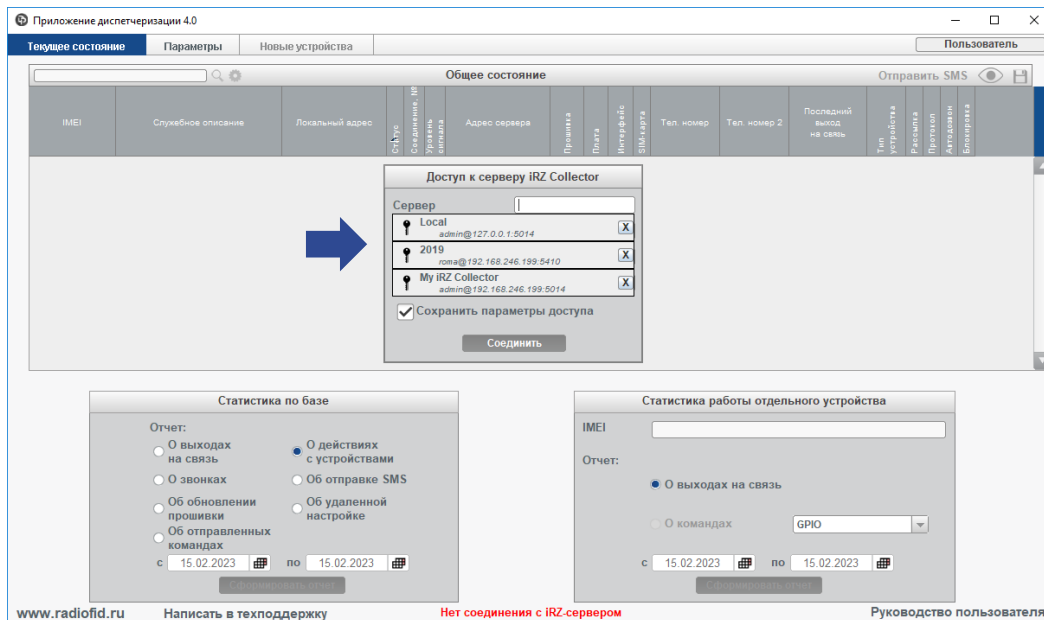 Приложение диспетчеризации 4.0
Текущее состояние
Параметры
Новые устройства
Пользователь
Общее состояние
Отправить SMS
IMEI
Служебное описание
Локальный адрес
Статус
Соединение, №
Уровень сигнала
Адрес сервера
Прошивка
Плата
Интерфейс
SIM-карта
Тел. номер
Тел. номер 2
Последний
выход
на связь
Тип устройства
Рассылка
Протокол
Автодозвон
Блокировка
Доступ к серверу iRZ Collector
Сервер
Local
admin@127.0.0.1:5014
X
2019
roma@192.168.246.199:5410
X
My iRZ Collector
admin@192.168.246.199:5014
X
Сохранить параметры доступа
Соединить
Статистика по базе
Отчет:
О выходах
на связь
О действиях
с устройствами
О звонках
Об отправке SMS
Об обновлении
прошивки
Об удаленной
настройке
Об отправленных
командах
с 15.02.2023 по 15.02.2023
Сформировать отчет
Статистика работы отдельного устройства
IMEI
Отчет:
О выходах на связь
О командах
GPIO
с 15.02.2023 по 15.02.2023
Сформировать отчет
www.radiofid.ru
Написать в техподдержку
Нет соединения с iRZ-сервером
Руководство пользователя